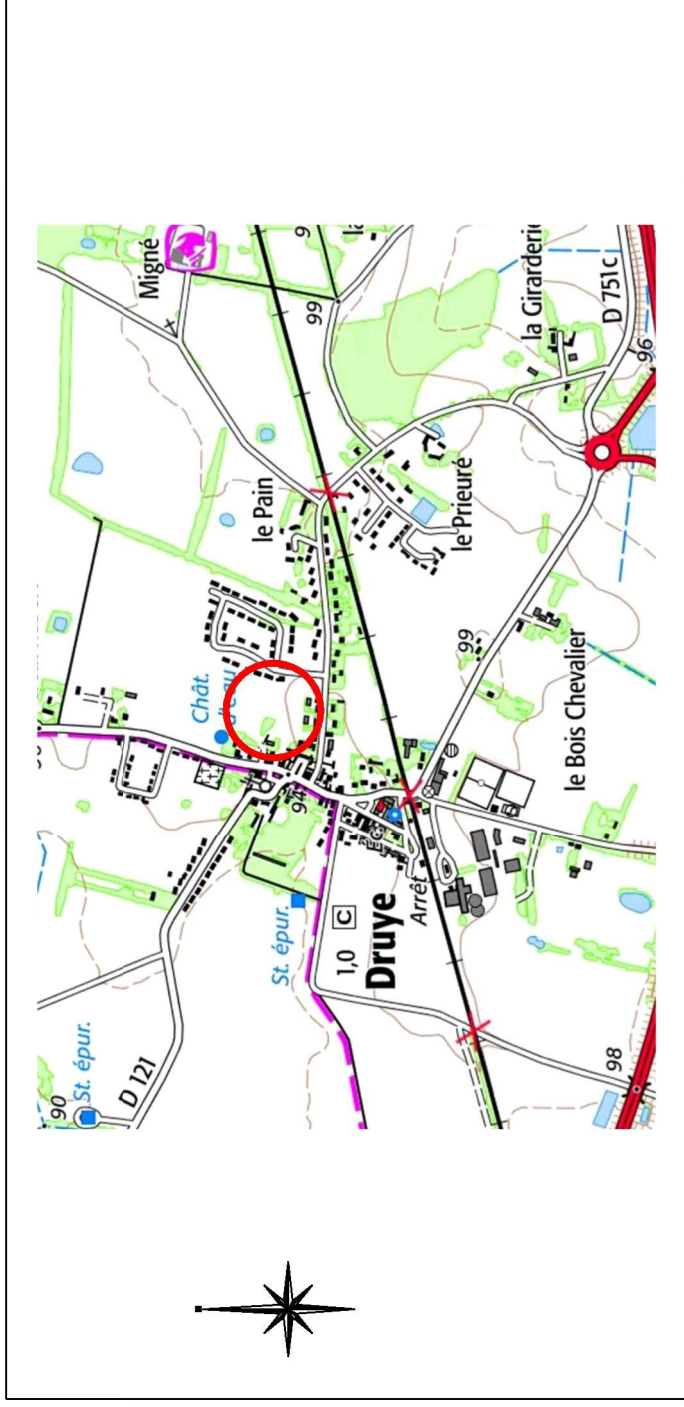 90
St. épur.
D 121
Migné
Chât.
d'eau
le Pain
St. épur.
94
99
1,0 C
Druye
Arrêt
le Prieuré
99
la Girarderie
le Bois Chevalier
D 751c
98
96